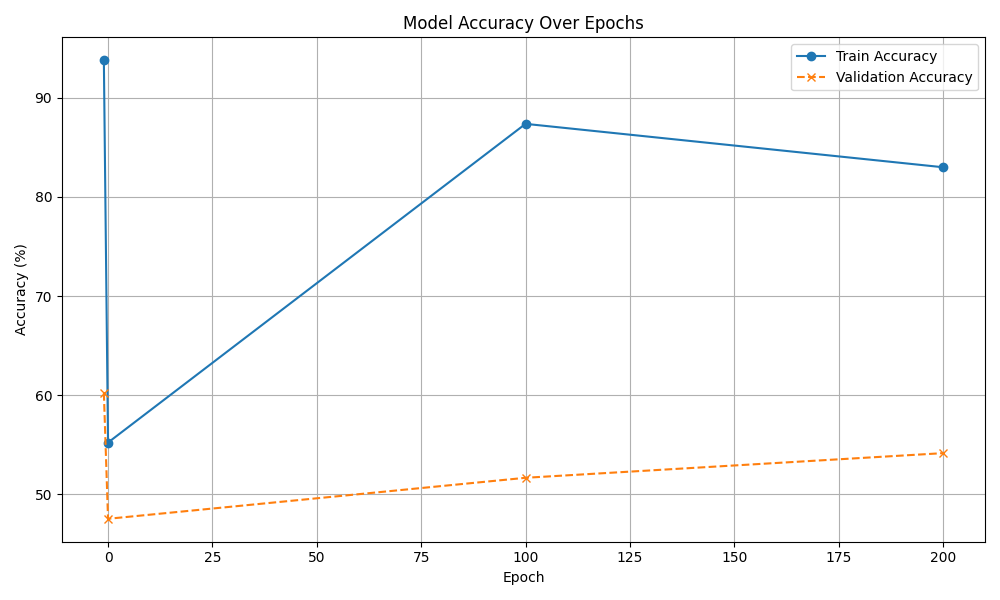 Model Accuracy Over Epochs
Train Accuracy
Validation Accuracy
Accuracy (%)
90
80
70
60
50
0 25 50 75 100 125 150 175 200
Epoch